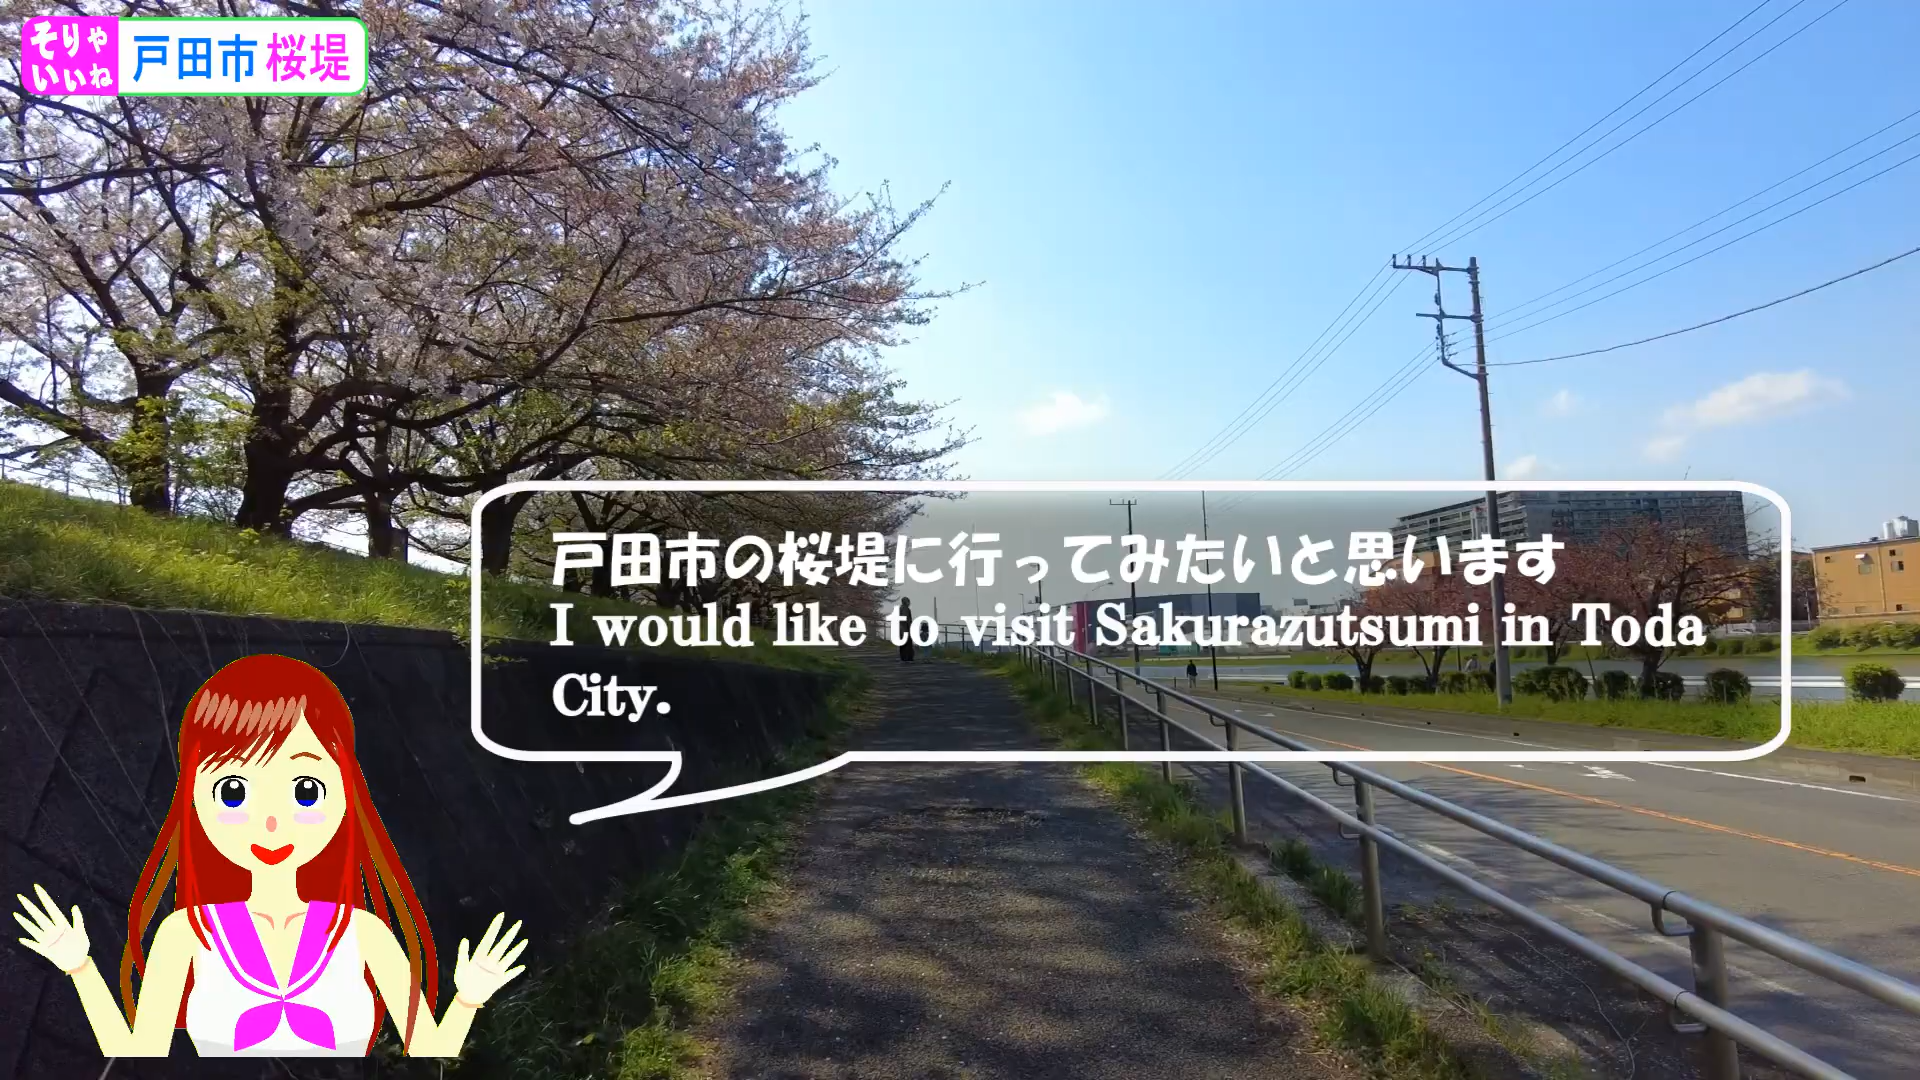 そりゃ
いいね
戸田市 桜堤
戸田市の桜堤に行ってみたいと思います
I would like to visit Sakurazutsumi in Toda
City.